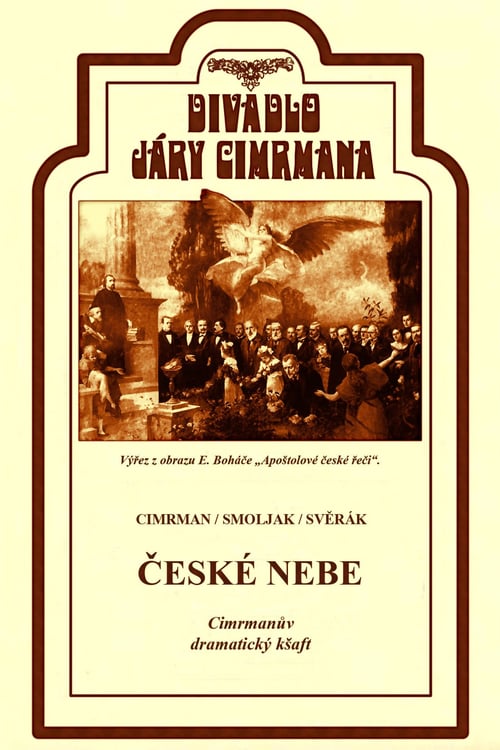 DIVADLO
JÁRY CIMRMANA
Výřez z obrazu E. Boháče „Apoštolové české řeči“.
CIMRMAN / SMOLJAK / SVĚRÁK
ČESKÉ NEBE
Cimrmanův
dramatický kšaft